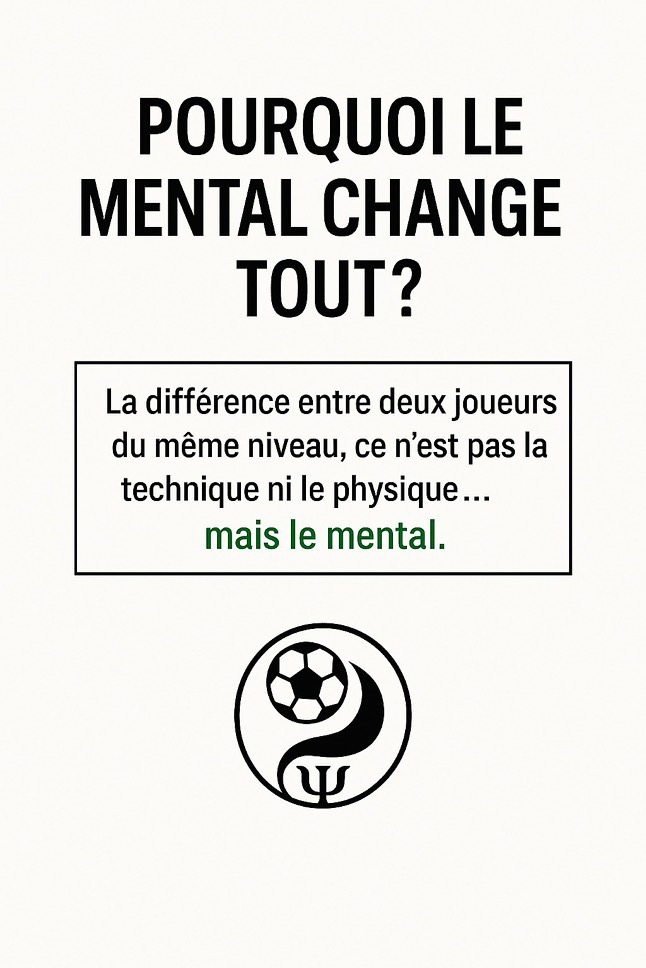 POURQUOI LE
MENTAL CHANGE
TOUT?
La différence entre deux joueurs
du même niveau, ce n’est pas la
technique ni le physique...
mais le mental.
Ψ